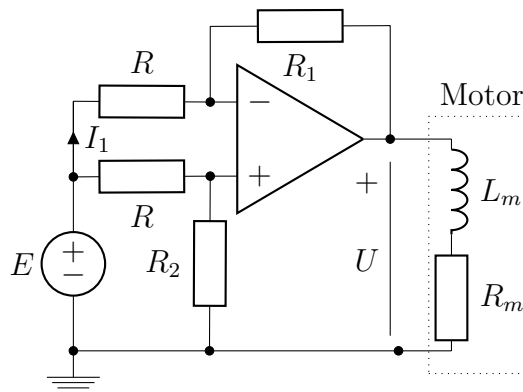 R
R₁
Motor
−
I₁
+
R
+
Lₘ
E
+
−
R₂
U
Rₘ